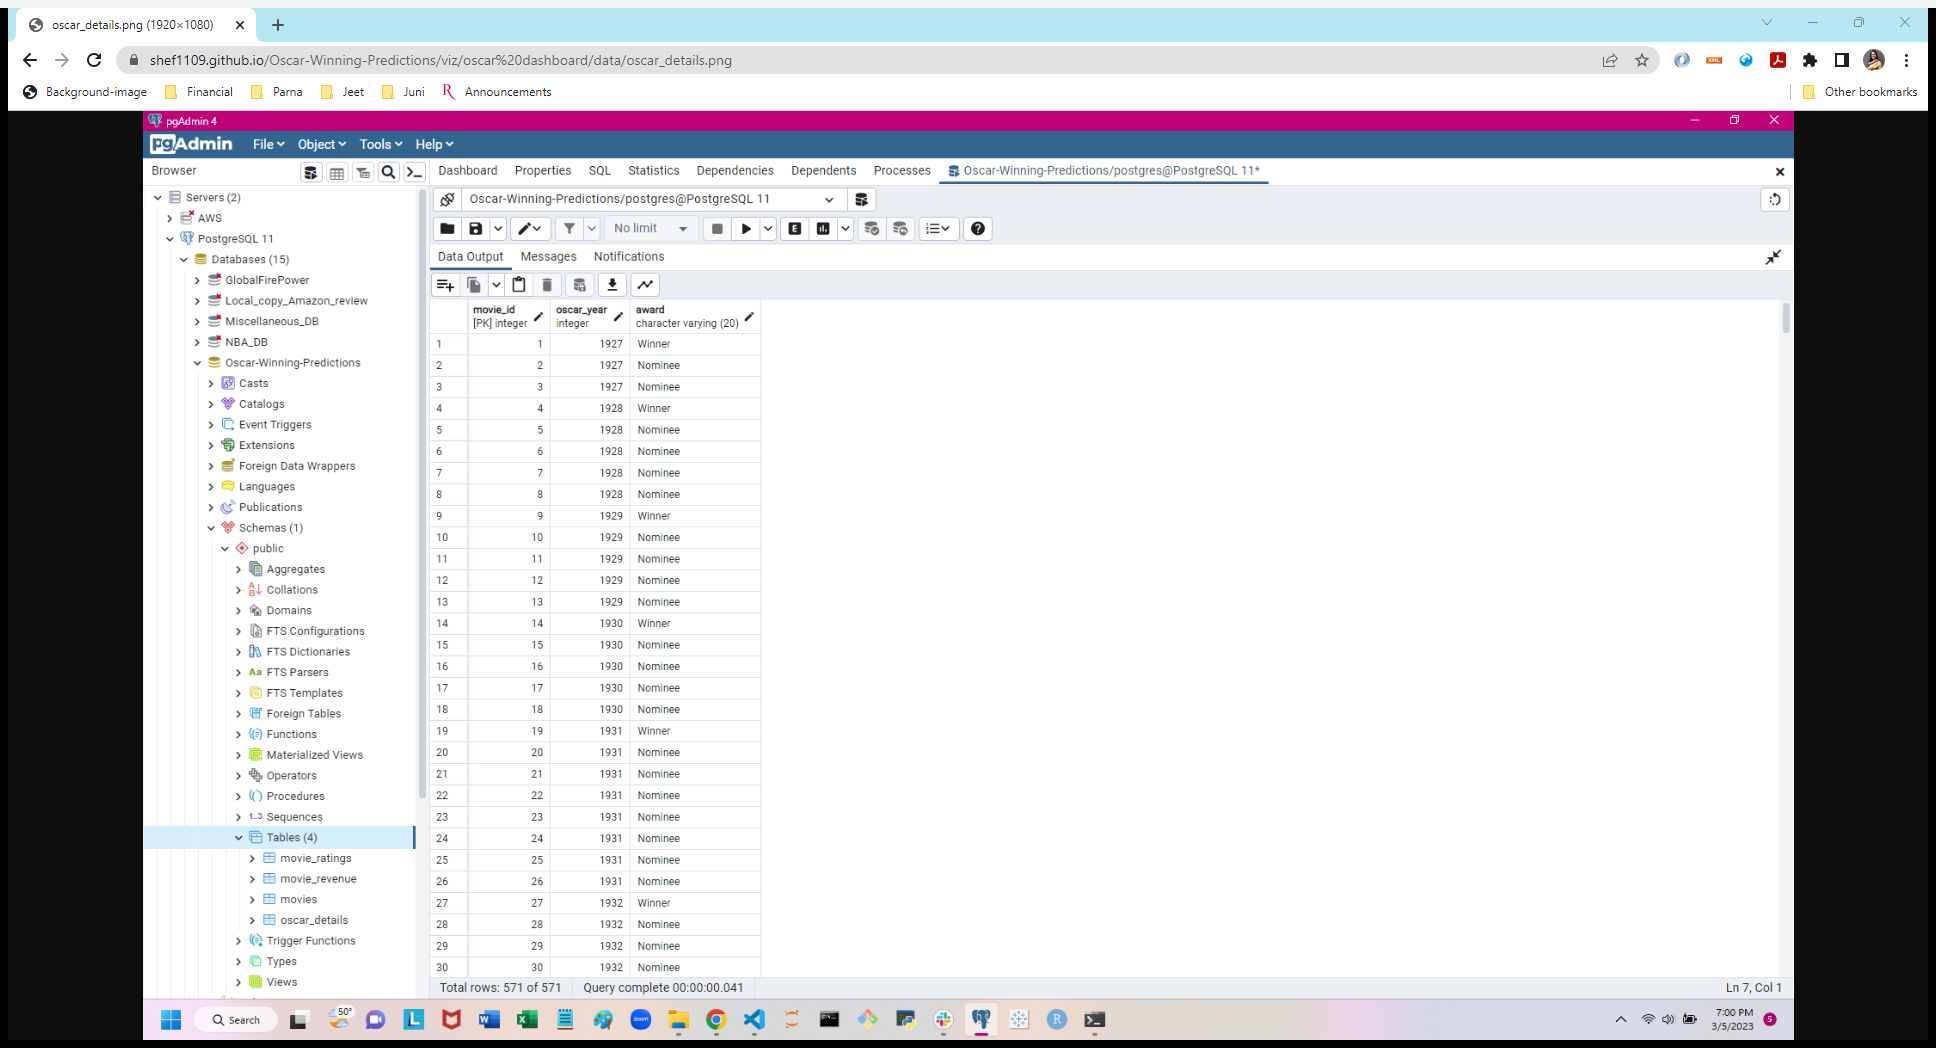 oscar_details.png (1920×1080)
shef1109.github.io/Oscar-Winning-Predictions/viz/oscar%20dashboard/data/oscar_details.png
Background-image Financial Parna Jeet Juni Announcements Other bookmarks
pgAdmin 4
pgAdmin File Object Tools Help
Browser
Dashboard Properties SQL Statistics Dependencies Dependents Processes Oscar-Winning-Predictions/postgres@PostgreSQL 11*
Servers (2)
AWS
PostgreSQL 11
Databases (15)
GlobalFirePower
Local_copy_Amazon_review
Miscellaneous_DB
NBA_DB
Oscar-Winning-Predictions
Casts
Catalogs
Event Triggers
Extensions
Foreign Data Wrappers
Languages
Publications
Schemas (1)
public
Aggregates
Collations
Domains
FTS Configurations
FTS Dictionaries
Aa FTS Parsers
FTS Templates
Foreign Tables
Functions
Materialized Views
Operators
Procedures
1..3 Sequences
Tables (4)
movie_ratings
movie_revenue
movies
oscar_details
Trigger Functions
Types
Views
Oscar-Winning-Predictions/postgres@PostgreSQL 11
No limit
Data Output Messages Notifications
movie_id oscar_year award
[PK] integer integer character varying (20)
1 1 1927 Winner
2 2 1927 Nominee
3 3 1927 Nominee
4 4 1928 Winner
5 5 1928 Nominee
6 6 1928 Nominee
7 7 1928 Nominee
8 8 1928 Nominee
9 9 1929 Winner
10 10 1929 Nominee
11 11 1929 Nominee
12 12 1929 Nominee
13 13 1929 Nominee
14 14 1930 Winner
15 15 1930 Nominee
16 16 1930 Nominee
17 17 1930 Nominee
18 18 1930 Nominee
19 19 1931 Winner
20 20 1931 Nominee
21 21 1931 Nominee
22 22 1931 Nominee
23 23 1931 Nominee
24 24 1931 Nominee
25 25 1931 Nominee
26 26 1931 Nominee
27 27 1932 Winner
28 28 1932 Nominee
29 29 1932 Nominee
30 30 1932 Nominee
Total rows: 571 of 571 Query complete 00:00:00.041 Ln 7, Col 1
Search
50°
zoom
7:00 PM
3/5/2023
5